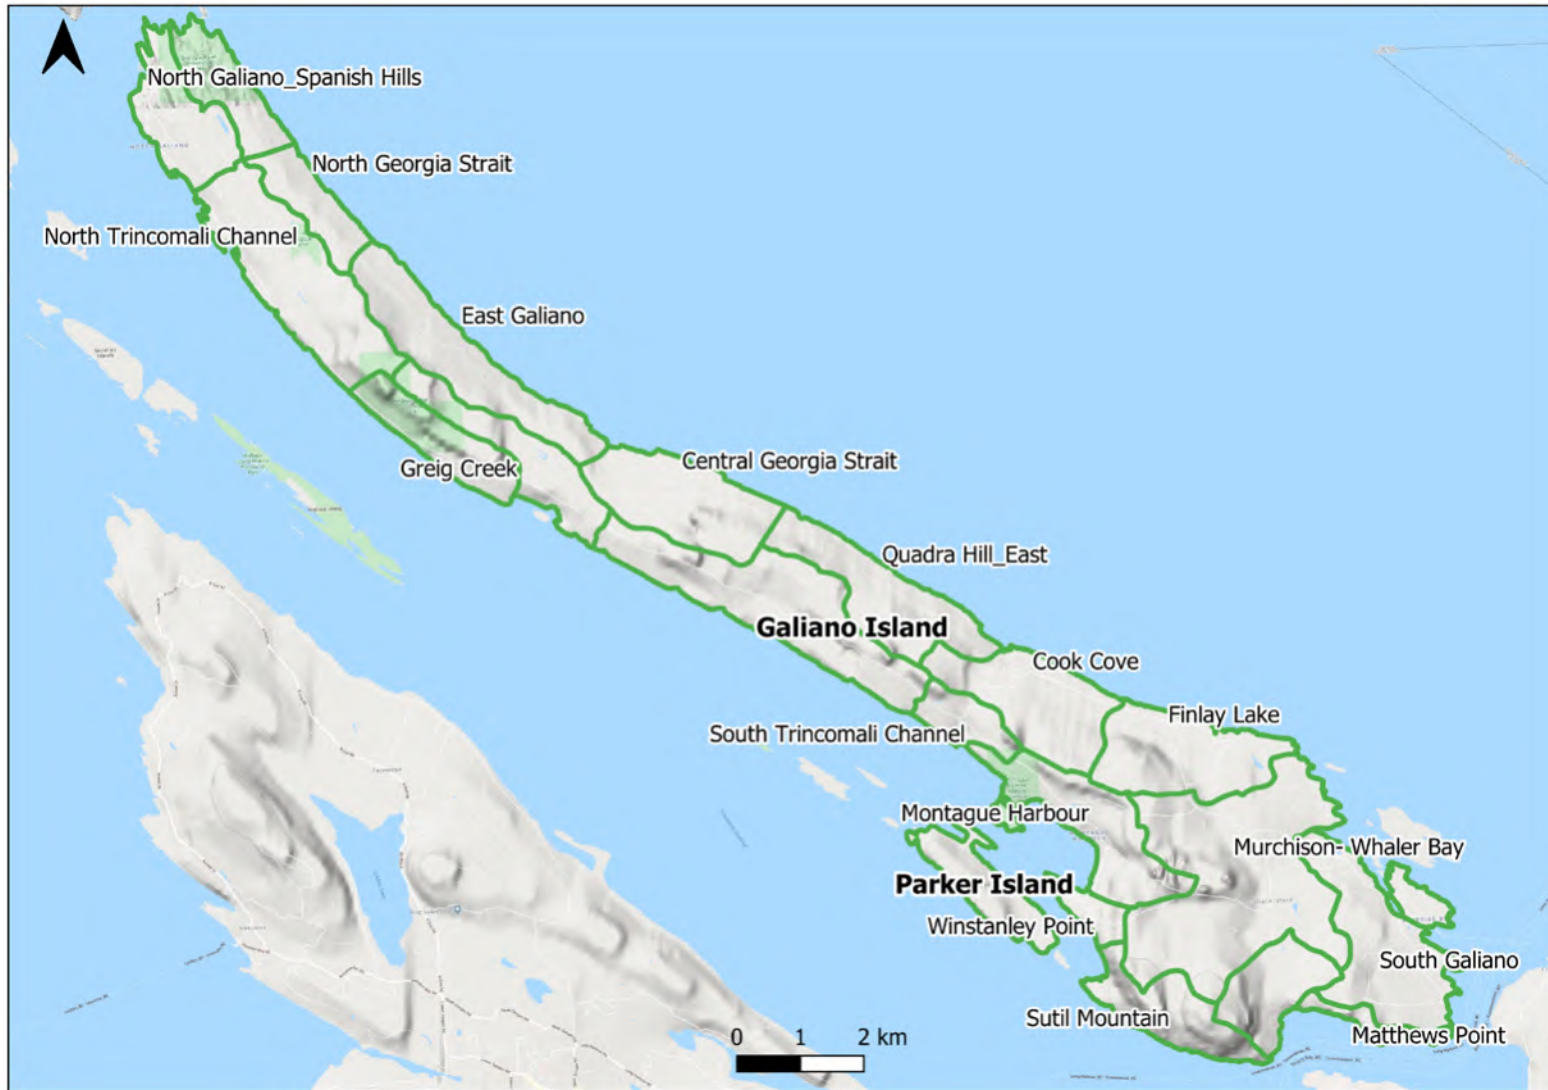 North Galiano_Spanish Hills
North Georgia Strait
North Trincomali Channel
East Galiano
Central Georgia Strait
Greig Creek
Quadra Hill_East
Galiano Island
Cook Cove
Finlay Lake
South Trincomali Channel
Montague Harbour
Murchison- Whaler Bay
Parker Island
Winstanley Point
South Galiano
Sutil Mountain
Matthews Point
0 1 2 km